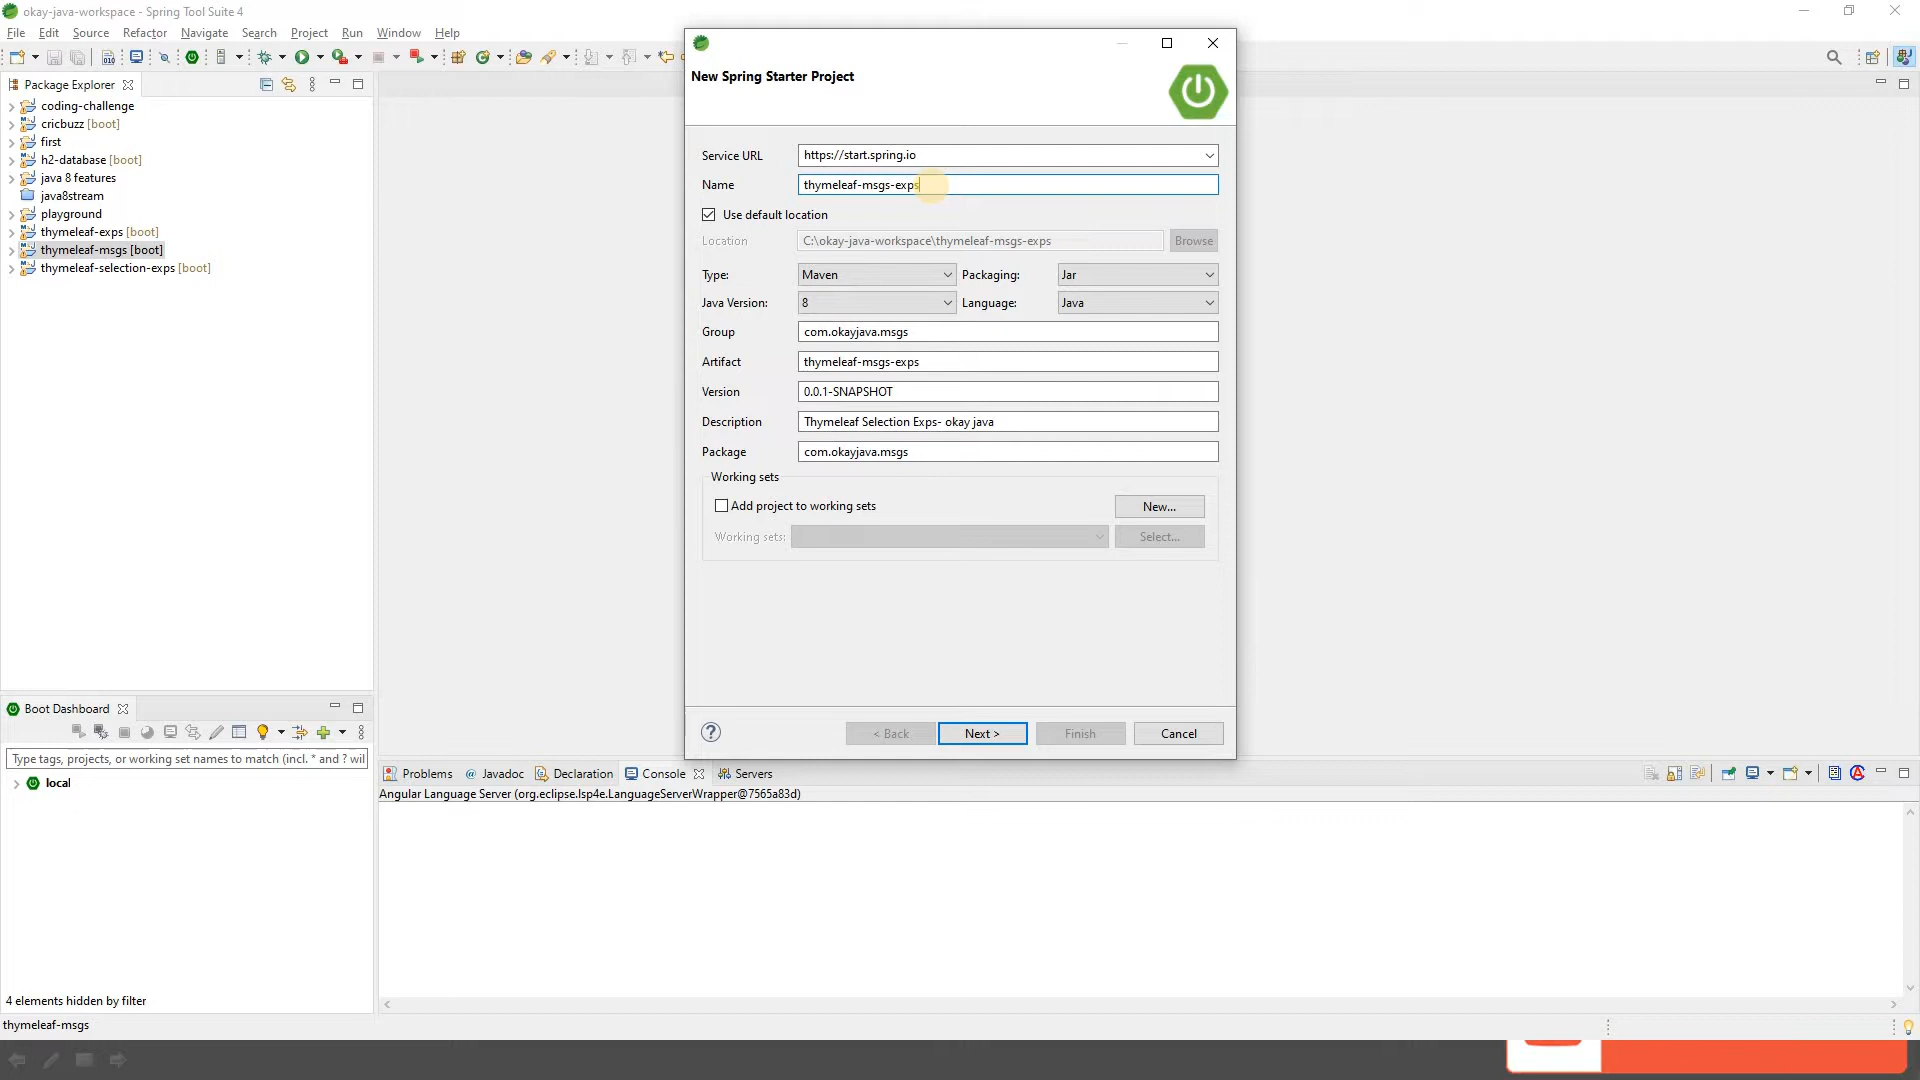 okay-java-workspace - Spring Tool Suite 4
File Edit Source Refactor Navigate Search Project Run Window Help
Package Explorer
coding-challenge
cricbuzz [boot]
first
h2-database [boot]
java 8 features
java8stream
playground
thymeleaf-exps [boot]
thymeleaf-msgs [boot]
thymeleaf-selection-exps [boot]
New Spring Starter Project
Service URL https://start.spring.io
Name thymeleaf-msgs-exps
Use default location
Location C:\okay-java-workspace\thymeleaf-msgs-exps Browse
Type: Maven Packaging: Jar
Java Version: 8 Language: Java
Group com.okayjava.msgs
Artifact thymeleaf-msgs-exps
Version 0.0.1-SNAPSHOT
Description Thymeleaf Selection Exps- okay java
Package com.okayjava.msgs
Working sets
Add project to working sets New...
Working sets: Select...
< Back Next > Finish Cancel
Boot Dashboard
Type tags, projects, or working set names to match (incl. * and ? wil
local
4 elements hidden by filter
Problems Javadoc Declaration Console Servers
Angular Language Server (org.eclipse.lsp4e.LanguageServerWrapper@7565a83d)
thymeleaf-msgs